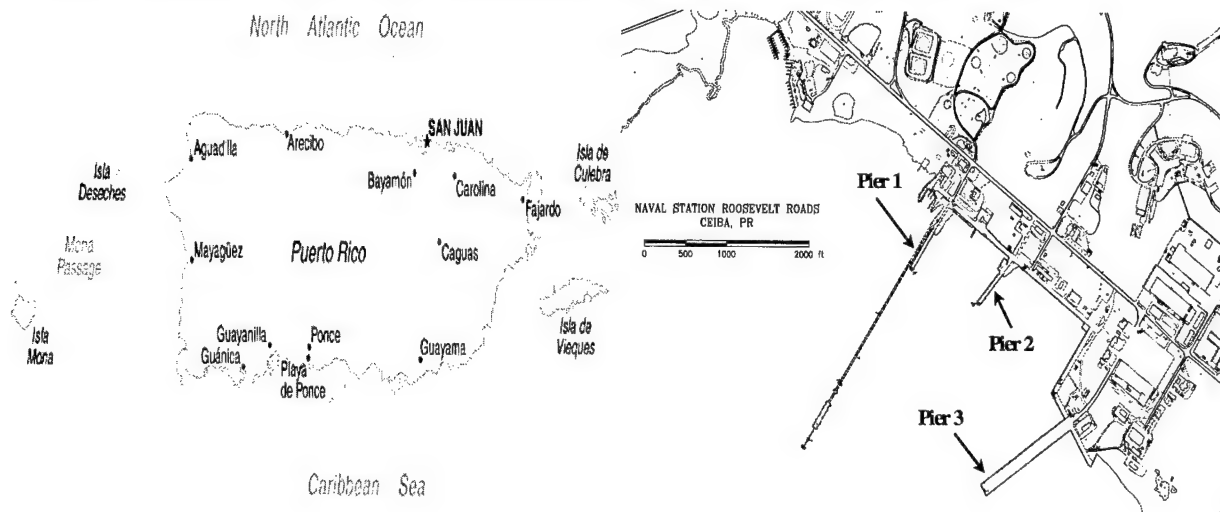 North Atlantic Ocean
SAN JUAN
Arecibo
Aguadilla
Isla
Deseches
Bayamón
Carolina
Isla de
Culebra
Fajardo
Mona
Passage
Mayagüez
Puerto Rico
Caguas
Isla
Mona
Guayanilla
Ponce
Guánica
Playa
de Ponce
Guayama
Isla de
Vieques
Caribbean Sea
Pier 1
NAVAL STATION ROOSEVELT ROADS
CEIBA, PR
0 500 1000 2000 ft
Pier 2
Pier 3